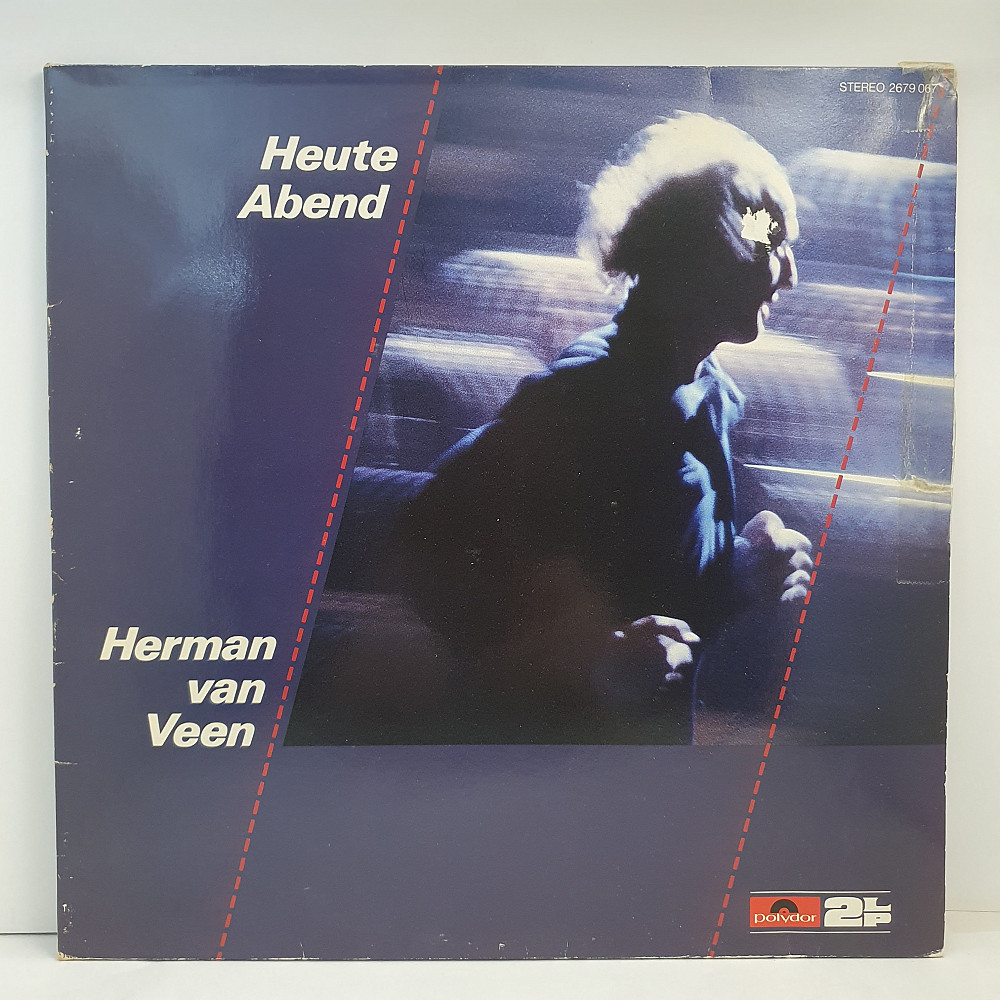 STEREO 2679 067
Heute
Abend
Herman
van
Veen
polydor
2LP